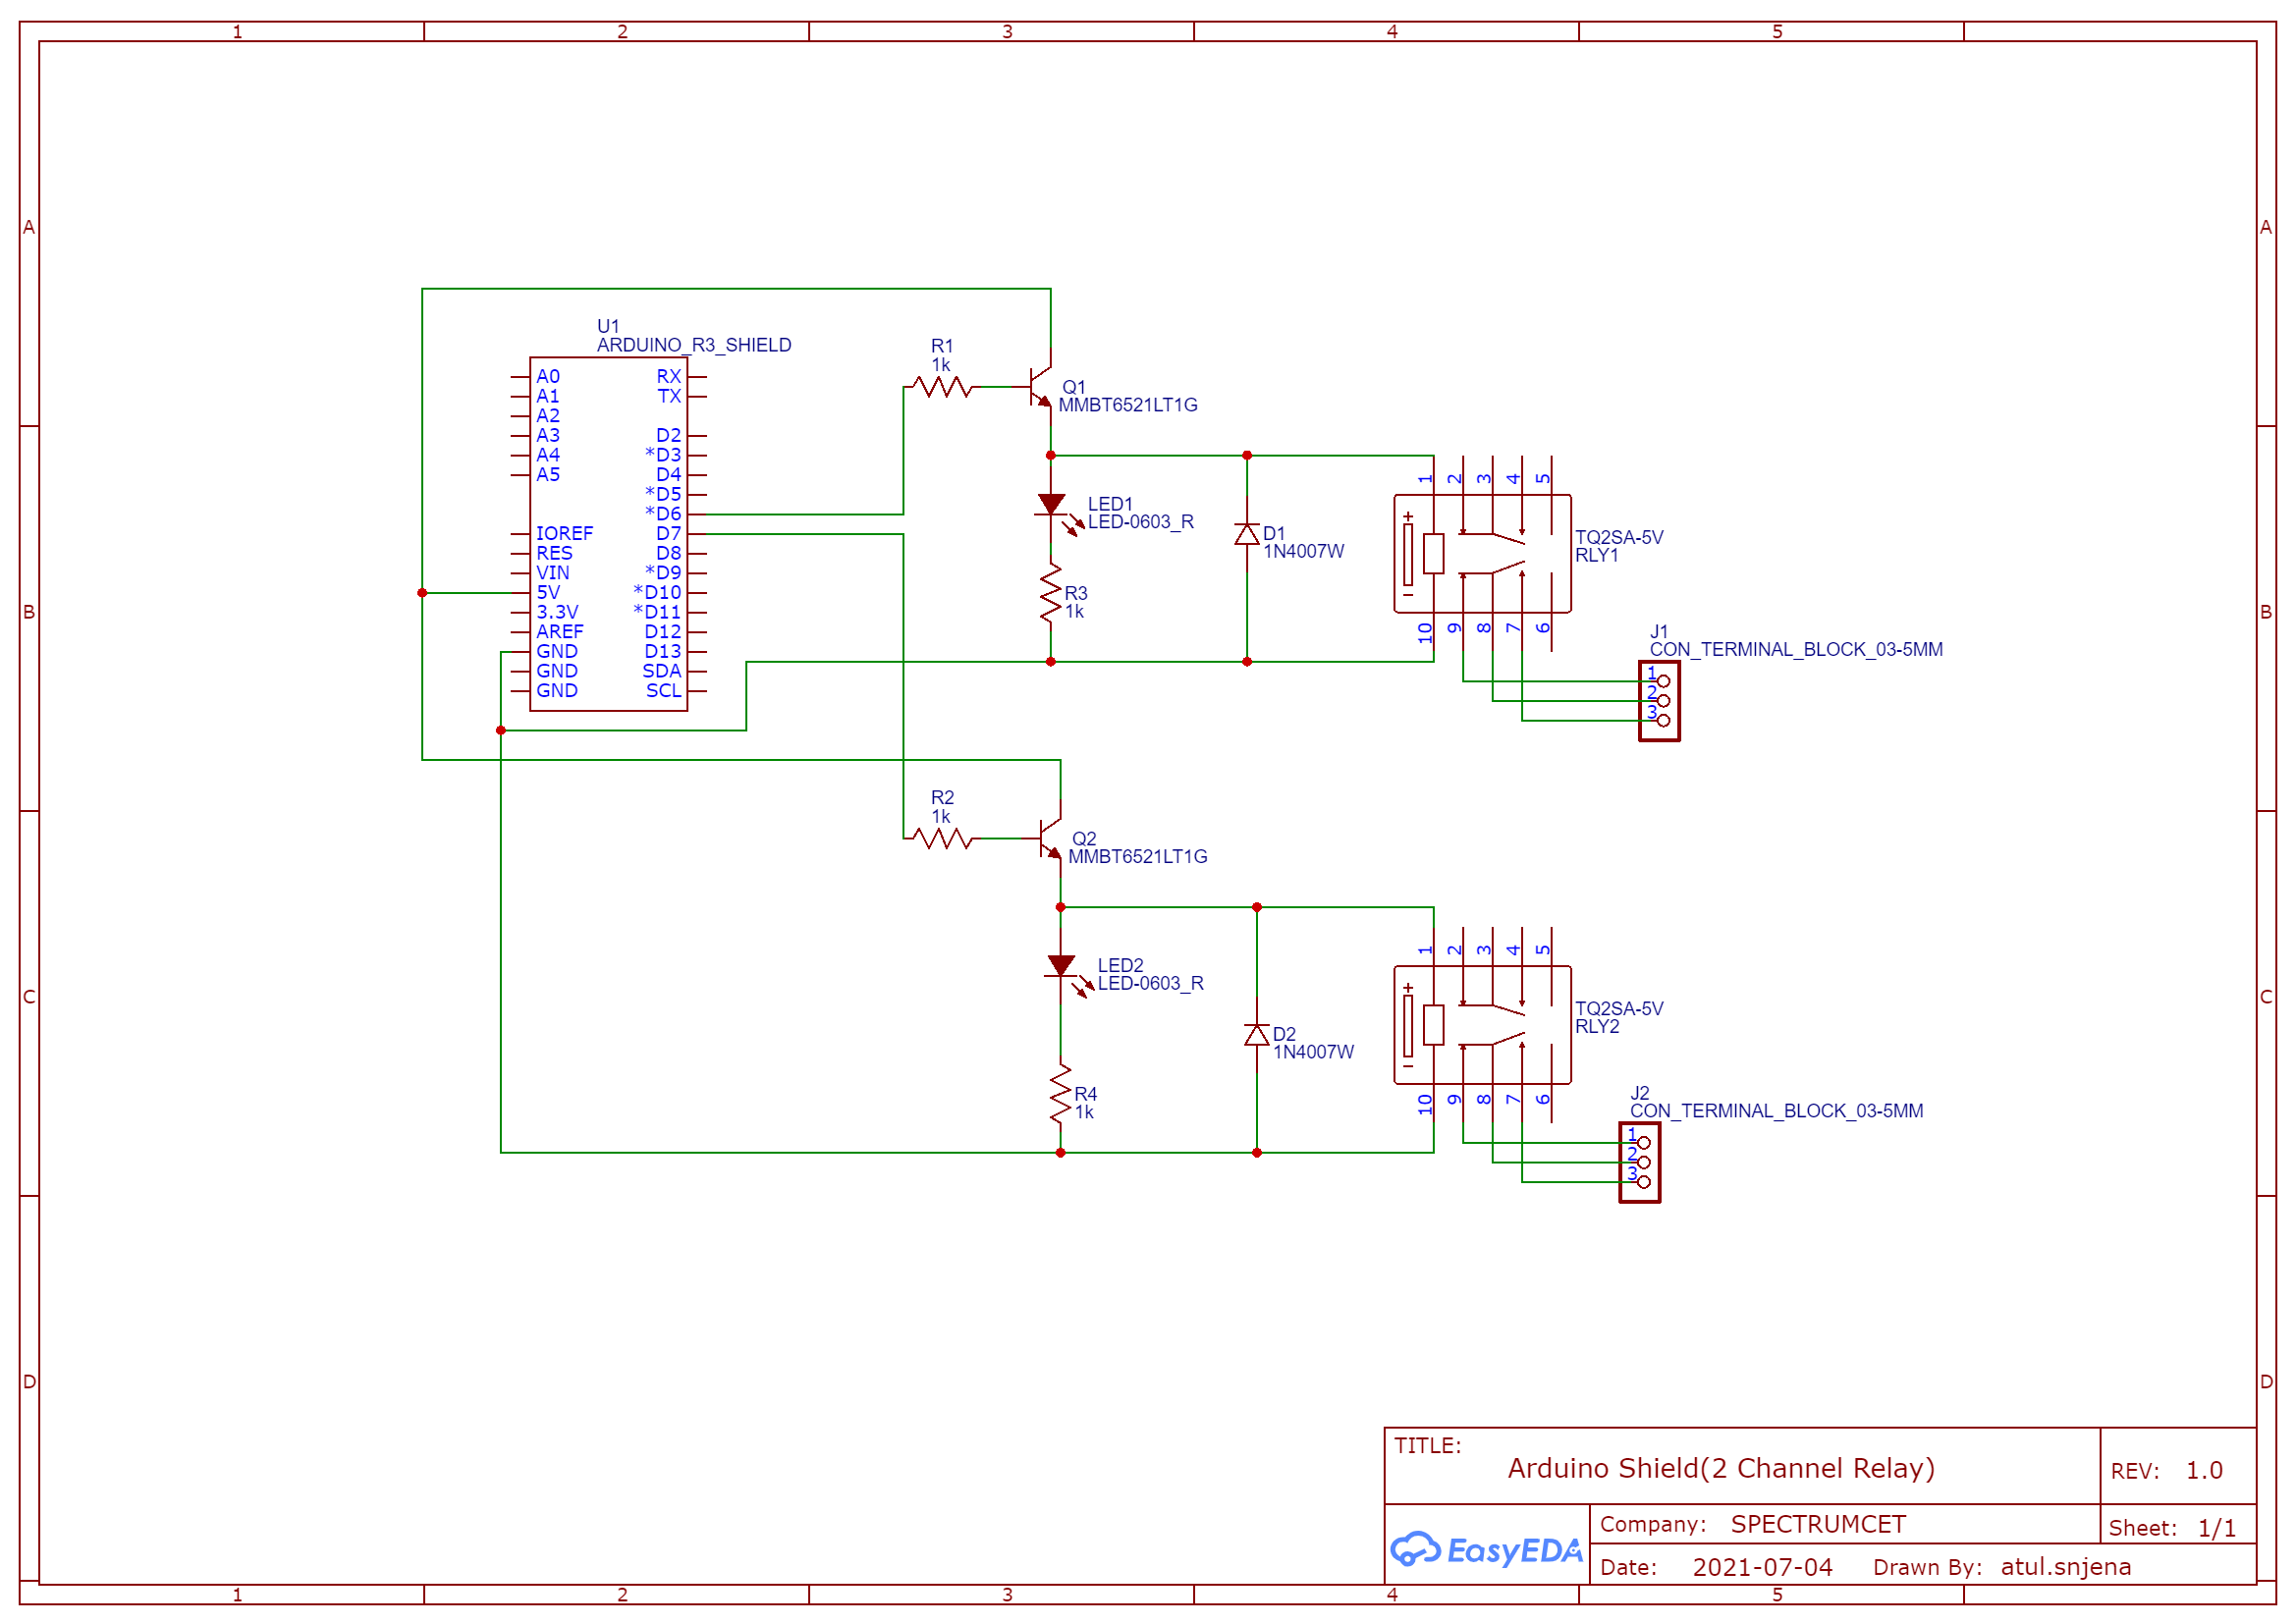 1 2 3 4 5
A A
B B
C C
D D
U1
ARDUINO_R3_SHIELD
A0 RX
A1 TX
A2
A3 D2
A4 *D3
A5 D4
*D5
*D6
IOREF D7
RES D8
VIN *D9
5V *D10
3.3V *D11
AREF D12
GND D13
GND SDA
GND SCL
R1
1k
Q1
MMBT6521LT1G
LED1
LED-0603_R
R3
1k
D1
1N4007W
1 2 3 4 5
+
TQ2SA-5V
RLY1
−
10 9 8 7 6
J1
CON_TERMINAL_BLOCK_03-5MM
1
2
3
R2
1k
Q2
MMBT6521LT1G
LED2
LED-0603_R
R4
1k
D2
1N4007W
1 2 3 4 5
+
TQ2SA-5V
RLY2
−
10 9 8 7 6
J2
CON_TERMINAL_BLOCK_03-5MM
1
2
3
TITLE:
Arduino Shield(2 Channel Relay)
REV: 1.0
EasyEDA
Company: SPECTRUMCET
Sheet: 1/1
Date: 2021-07-04 Drawn By: atul.snjena
1 2 3 4 5